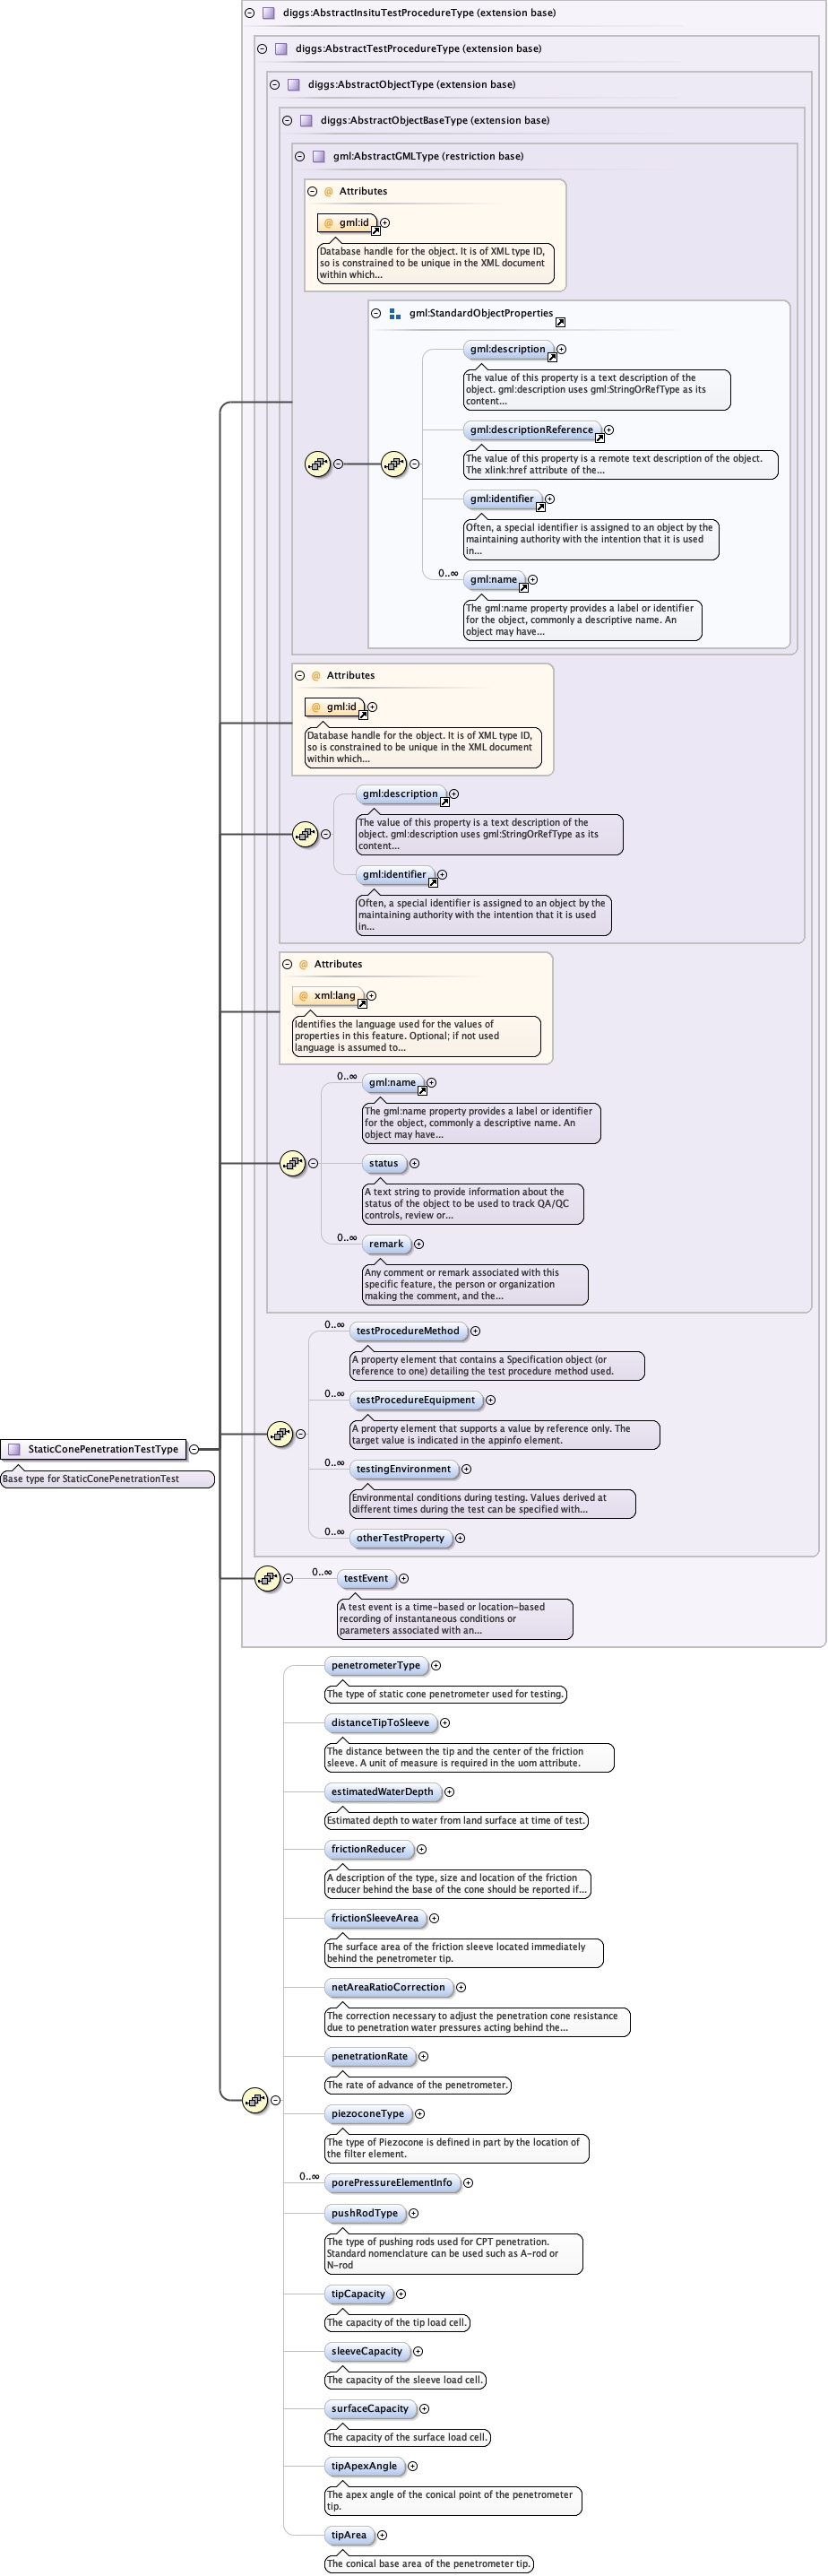 diggs:AbstractInsituTestProcedureType (extension base)
diggs:AbstractTestProcedureType (extension base)
diggs:AbstractObjectType (extension base)
diggs:AbstractObjectBaseType (extension base)
gml:AbstractGMLType (restriction base)
@ Attributes
@ gml:id
Database handle for the object. It is of XML type ID,
so is constrained to be unique in the XML document
within which...
gml:StandardObjectProperties
gml:description
The value of this property is a text description of the
object. gml:description uses gml:StringOrRefType as its
content...
gml:descriptionReference
The value of this property is a remote text description of the object.
The xlink:href attribute of the...
gml:identifier
Often, a special identifier is assigned to an object by the
maintaining authority with the intention that it is used
in...
0..∞
gml:name
The gml:name property provides a label or identifier
for the object, commonly a descriptive name. An
object may have...
@ Attributes
@ gml:id
Database handle for the object. It is of XML type ID,
so is constrained to be unique in the XML document
within which...
gml:description
The value of this property is a text description of the
object. gml:description uses gml:StringOrRefType as its
content...
gml:identifier
Often, a special identifier is assigned to an object by the
maintaining authority with the intention that it is used
in...
@ Attributes
@ xml:lang
Identifies the language used for the values of
properties in this feature. Optional; if not used
language is assumed to...
0..∞
gml:name
The gml:name property provides a label or identifier
for the object, commonly a descriptive name. An
object may have...
status
A text string to provide information about the
status of the object to be used to track QA/QC
controls, review or...
0..∞
remark
Any comment or remark associated with this
specific feature, the person or organization
making the comment, and the...
0..∞
testProcedureMethod
A property element that contains a Specification object (or
reference to one) detailing the test procedure method used.
0..∞
testProcedureEquipment
A property element that supports a value by reference only. The
target value is indicated in the appinfo element.
StaticConePenetrationTestType
Base type for StaticConePenetrationTest
0..∞
testingEnvironment
Environmental conditions during testing. Values derived at
different times during the test can be specified with...
0..∞
otherTestProperty
0..∞
testEvent
A test event is a time-based or location-based
recording of instantaneous conditions or
parameters associated with an...
penetrometerType
The type of static cone penetrometer used for testing.
distanceTipToSleeve
The distance between the tip and the center of the friction
sleeve. A unit of measure is required in the uom attribute.
estimatedWaterDepth
Estimated depth to water from land surface at time of test.
frictionReducer
A description of the type, size and location of the friction
reducer behind the base of the cone should be reported if...
frictionSleeveArea
The surface area of the friction sleeve located immediately
behind the penetrometer tip.
netAreaRatioCorrection
The correction necessary to adjust the penetration cone resistance
due to penetration water pressures acting behind the...
penetrationRate
The rate of advance of the penetrometer.
piezoconeType
The type of Piezocone is defined in part by the location of
the filter element.
0..∞
porePressureElementInfo
pushRodType
The type of pushing rods used for CPT penetration.
Standard nomenclature can be used such as A-rod or
N-rod
tipCapacity
The capacity of the tip load cell.
sleeveCapacity
The capacity of the sleeve load cell.
surfaceCapacity
The capacity of the surface load cell.
tipApexAngle
The apex angle of the conical point of the penetrometer
tip.
tipArea
The conical base area of the penetrometer tip.